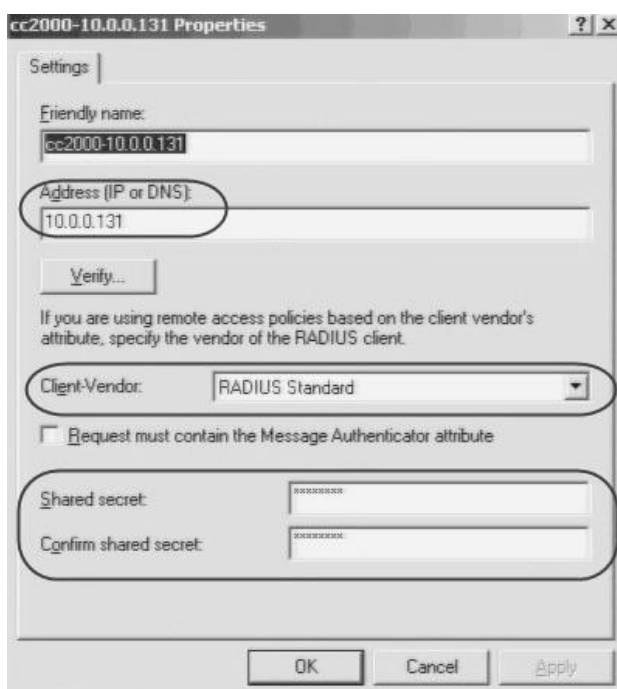 cc2000-10.0.0.131 Properties
Settings
Friendly name:
cc2000-10.0.0.131
Address (IP or DNS):
10.0.0.131
Verify...
If you are using remote access policies based on the client vendor's
attribute, specify the vendor of the RADIUS client.
Client-Vendor: RADIUS Standard
Request must contain the Message Authenticator attribute
Shared secret: ********
Confirm shared secret: ********
OK Cancel Apply